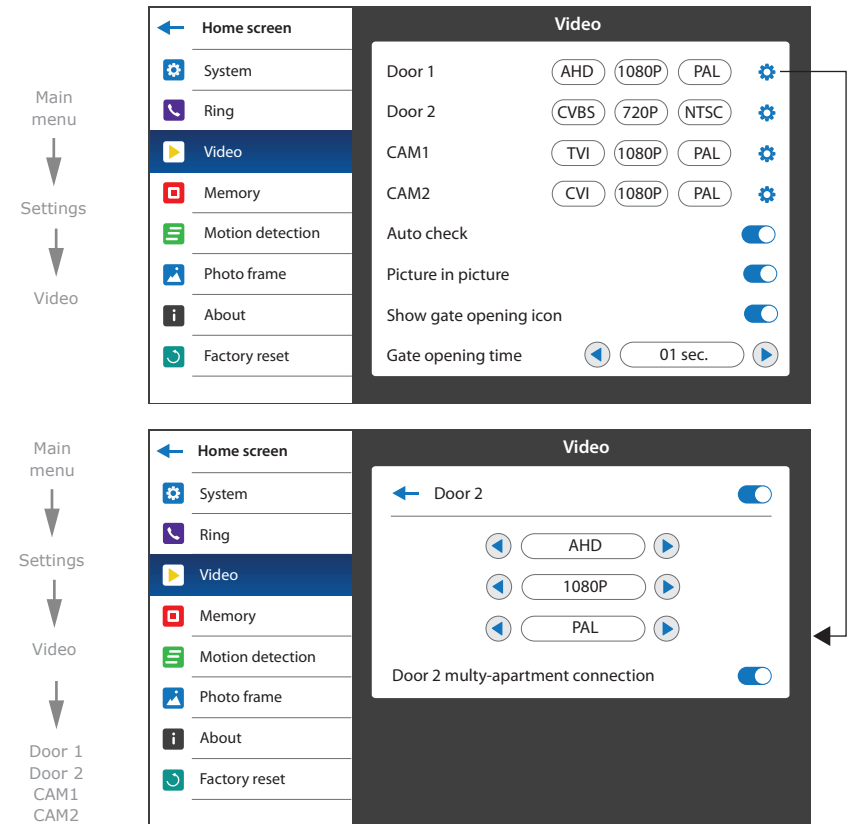 Main
menu
Settings
Video
Home screen
System
Ring
Video
Memory
Motion detection
Photo frame
About
Factory reset
Video
Door 1 AHD 1080P PAL
Door 2 CVBS 720P NTSC
CAM1 TVI 1080P PAL
CAM2 CVI 1080P PAL
Auto check
Picture in picture
Show gate opening icon
Gate opening time 01 sec.
Main
menu
Settings
Video
Door 1
Door 2
CAM1
CAM2
Home screen
System
Ring
Video
Memory
Motion detection
Photo frame
About
Factory reset
Video
Door 2
AHD
1080P
PAL
Door 2 multy-apartment connection